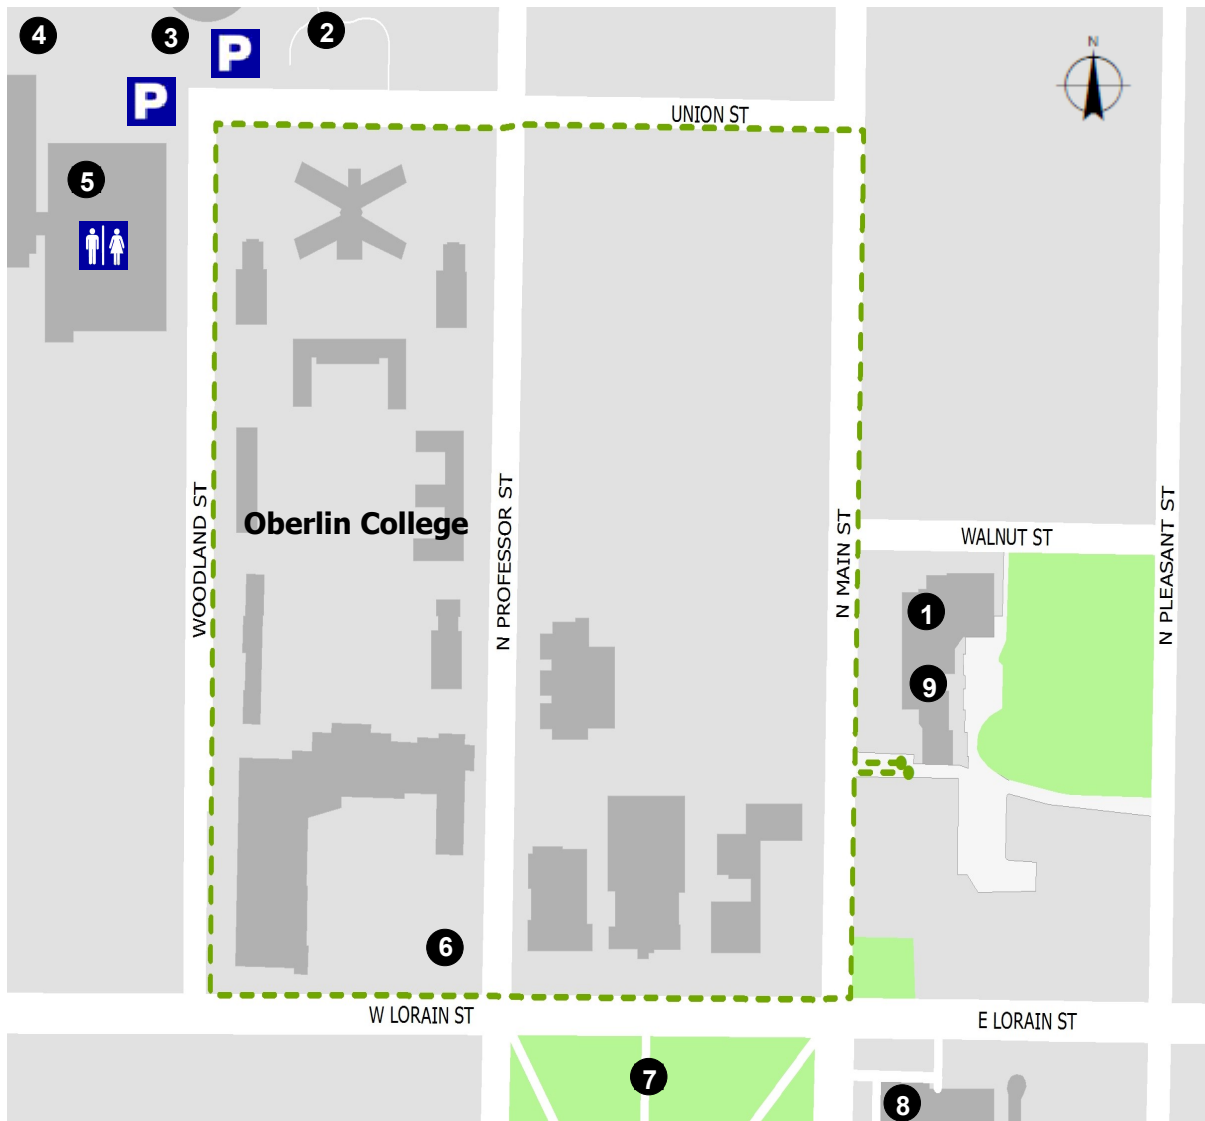 4
3
2
P
P
N
UNION ST
5
Oberlin College
WOODLAND ST
N PROFESSOR ST
N MAIN ST
WALNUT ST
N PLEASANT ST
1
9
6
W LORAIN ST
E LORAIN ST
7
8